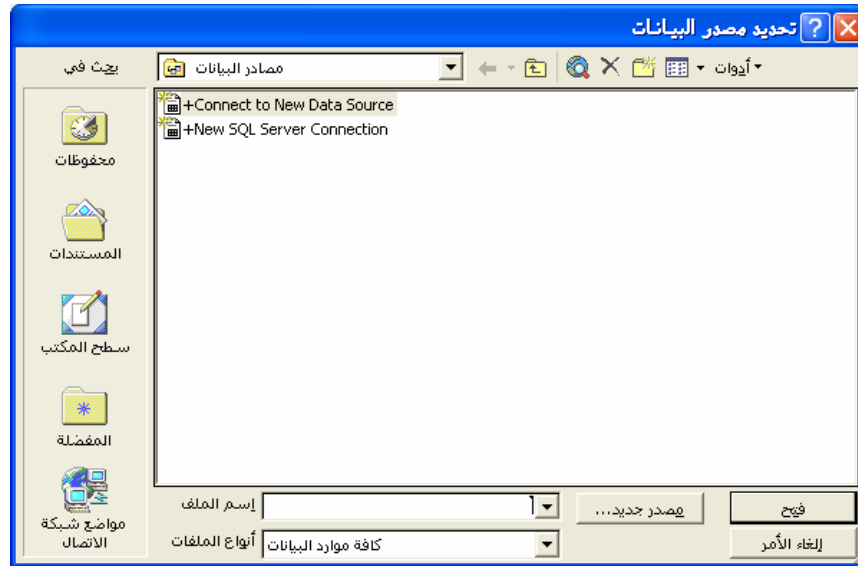 تحديد مصدر البيانات
بحث في
مصادر البيانات
أدوات
+Connect to New Data Source
+New SQL Server Connection
محفوظات
المستندات
سطح المكتب
المفضلة
مواضع شبكة
الاتصال
إسم الملف
مصدر جديد...
فتح
أنواع الملفات
كافة موارد البيانات
إلغاء الأمر